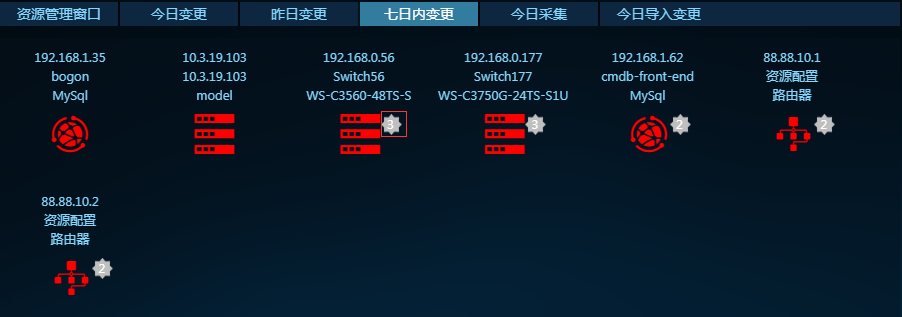 资源管理窗口 今日变更 昨日变更 七日内变更 今日采集 今日导入变更
192.168.1.35 10.3.19.103 192.168.0.56 192.168.0.177 192.168.1.62 88.88.10.1
bogon 10.3.19.103 Switch56 Switch177 cmdb-front-end 资源配置
MySql model WS-C3560-48TS-S WS-C3750G-24TS-S1U MySql 路由器
3 3 2 2
88.88.10.2
资源配置
路由器
2